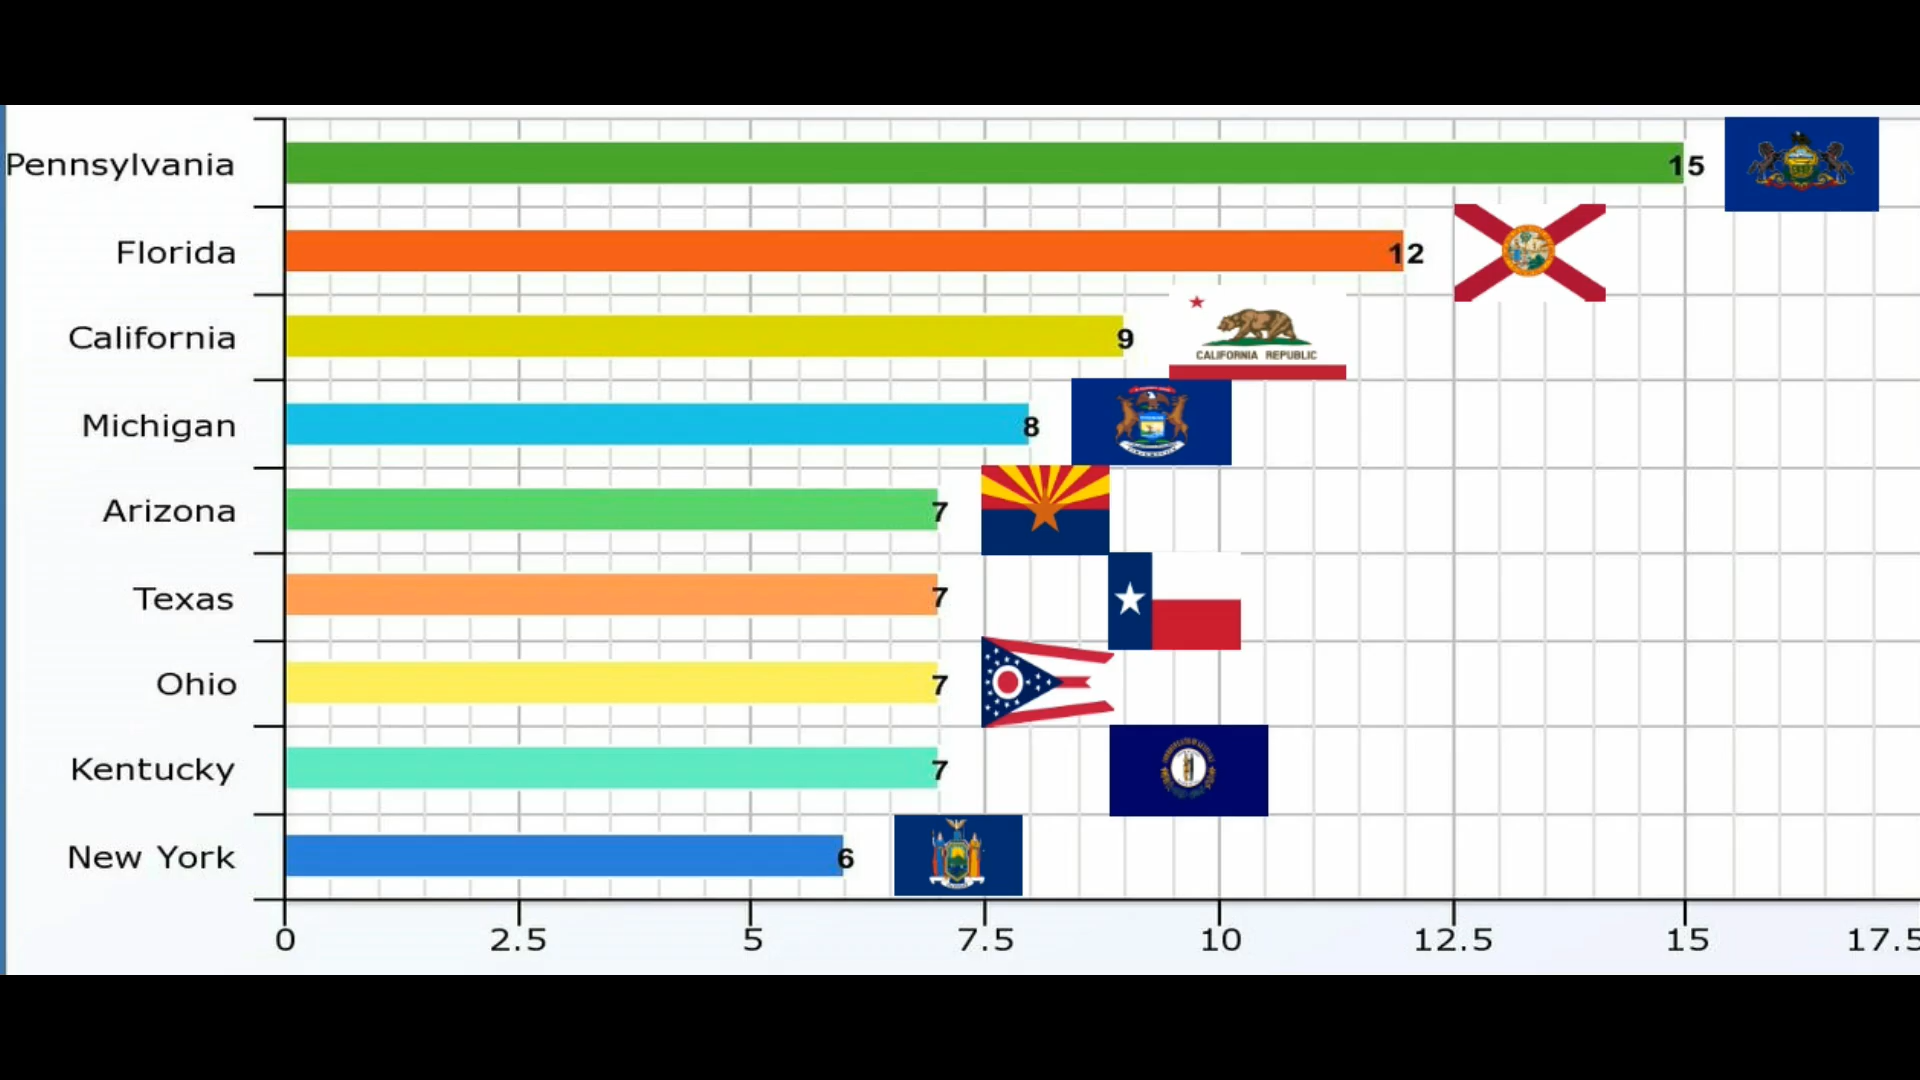 Pennsylvania 15
Florida 12
California 9
CALIFORNIA REPUBLIC
Michigan 8
Arizona 7
Texas 7
Ohio 7
Kentucky 7
New York 6
0 2.5 5 7.5 10 12.5 15 17.5